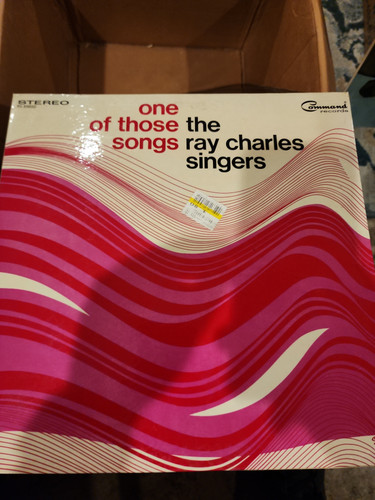 STEREO
Command
records
one
of those
songs
the
ray charles
singers